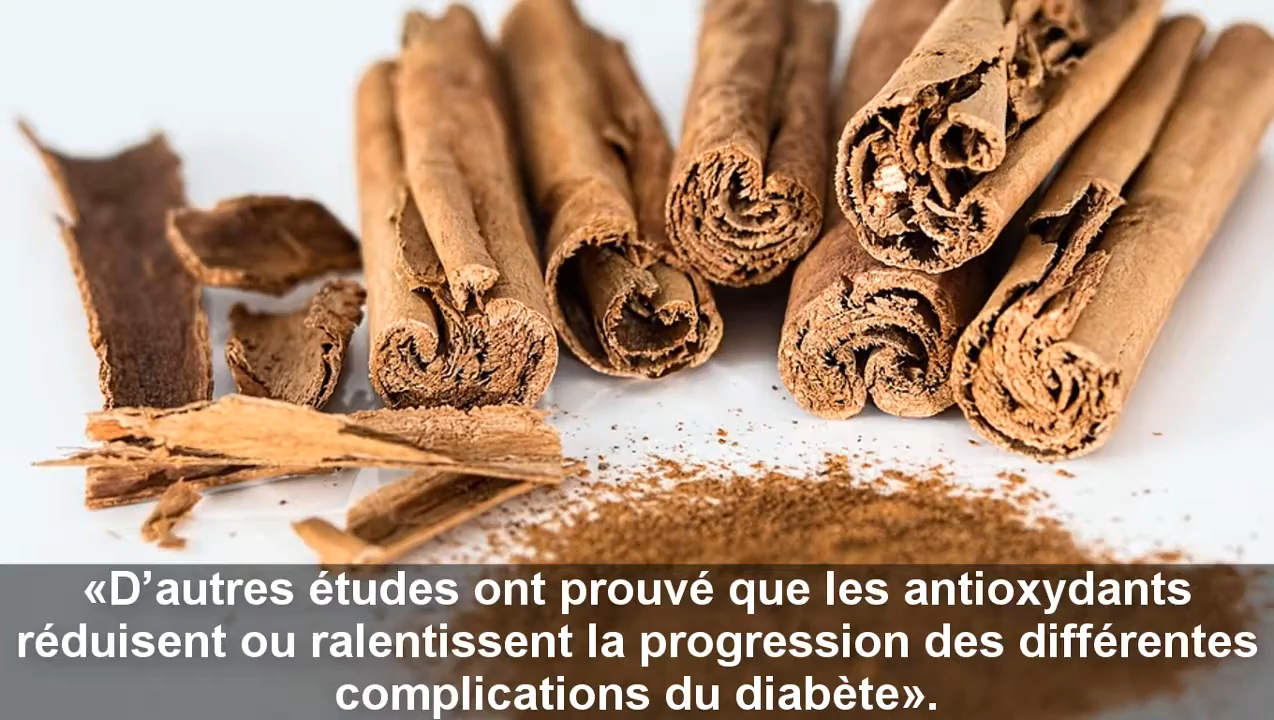 «D’autres études ont prouvé que les antioxydants
réduisent ou ralentissent la progression des différentes
complications du diabète».